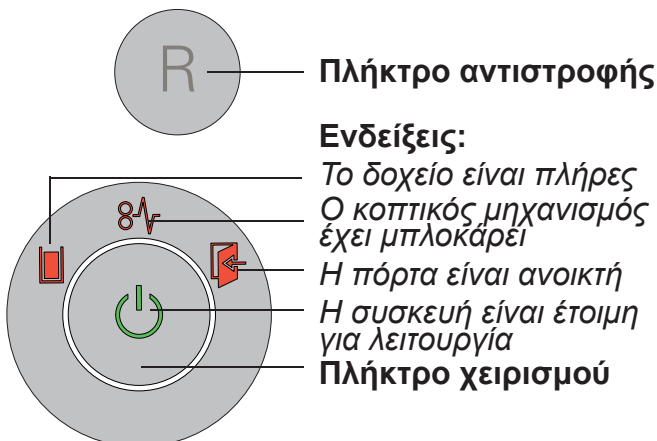 R
Πλήκτρο αντιστροφής
Ενδείξεις:
Το δοχείο είναι πλήρες
Ο κοπτικός μηχανισμός
έχει μπλοκάρει
Η πόρτα είναι ανοικτή
Η συσκευή είναι έτοιμη
για λειτουργία
Πλήκτρο χειρισμού